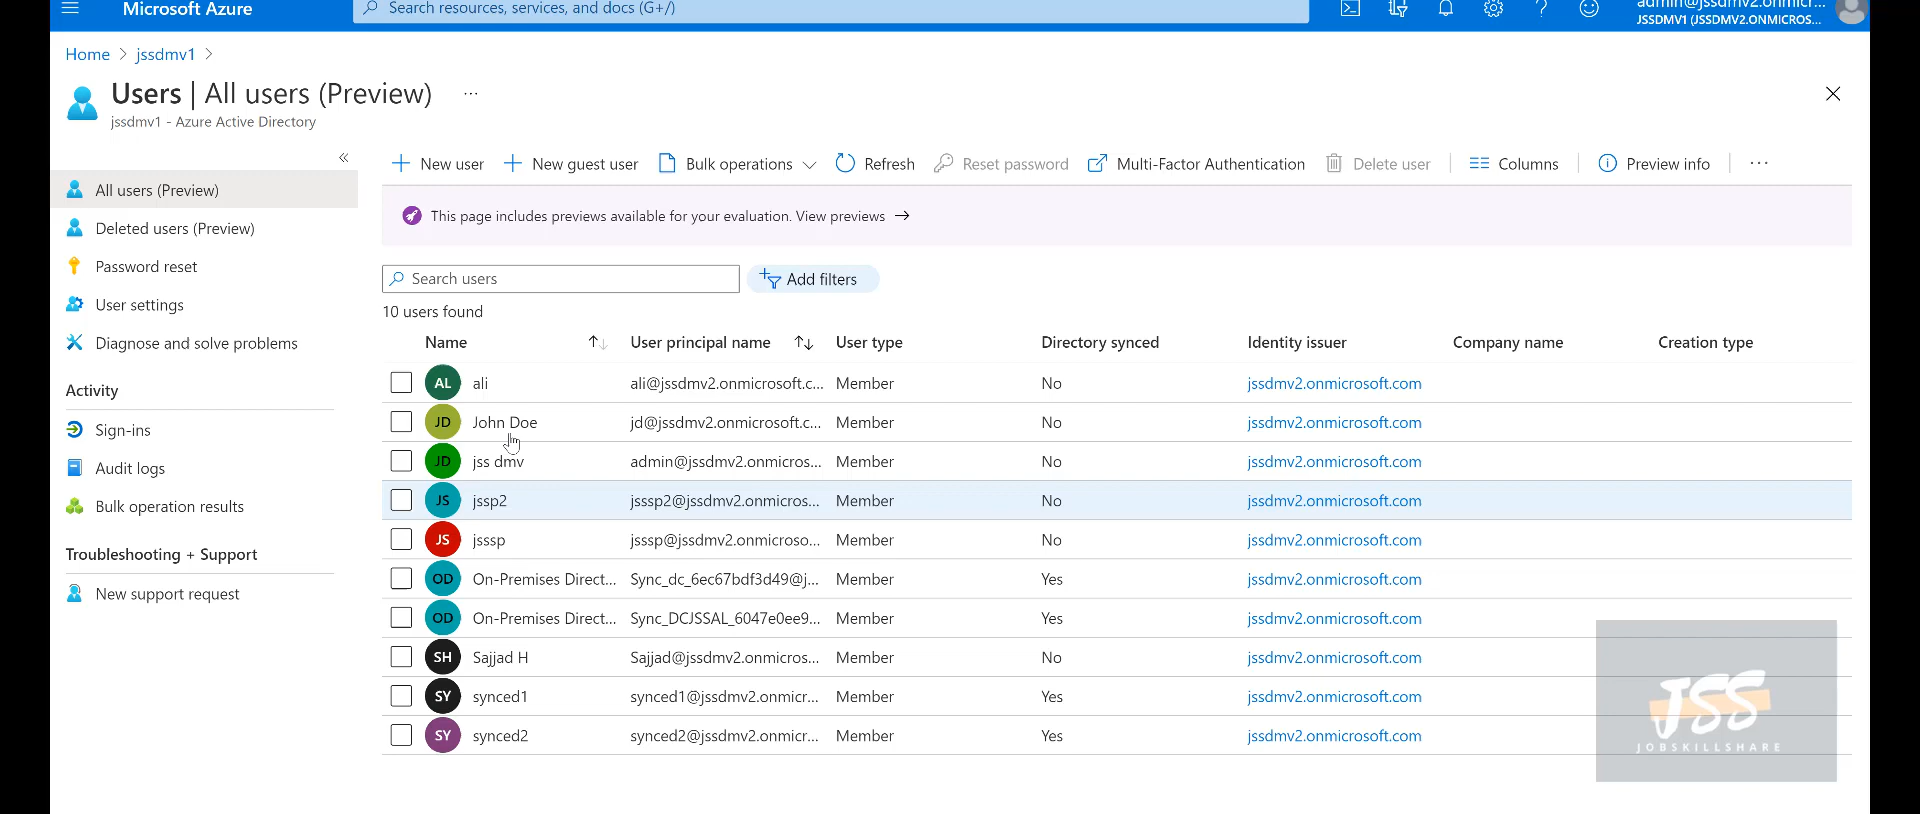 Microsoft Azure
Search resources, services, and docs (G+/)
admin@jssdmv2.onmicr...
JSSDMV1 (JSSDMV2.ONMICROS...
Home > jssdmv1 >
Users | All users (Preview) ...
jssdmv1 - Azure Active Directory
All users (Preview)
Deleted users (Preview)
Password reset
User settings
Diagnose and solve problems
Activity
Sign-ins
Audit logs
Bulk operation results
Troubleshooting + Support
New support request
New user New guest user Bulk operations Refresh Reset password Multi-Factor Authentication Delete user Columns Preview info ...
This page includes previews available for your evaluation. View previews →
Search users
Add filters
10 users found
Name User principal name User type Directory synced Identity issuer Company name Creation type
AL ali ali@jssdmv2.onmicrosoft.c... Member No jssdmv2.onmicrosoft.com
JD John Doe jd@jssdmv2.onmicrosoft.c... Member No jssdmv2.onmicrosoft.com
JD jss dmv admin@jssdmv2.onmicros... Member No jssdmv2.onmicrosoft.com
JS jssp2 jsssp2@jssdmv2.onmicros... Member No jssdmv2.onmicrosoft.com
JS jsssp jsssp@jssdmv2.onmicroso... Member No jssdmv2.onmicrosoft.com
OD On-Premises Direct... Sync_dc_6ec67bdf3d49@j... Member Yes jssdmv2.onmicrosoft.com
OD On-Premises Direct... Sync_DCJSSAL_6047e0ee9... Member Yes jssdmv2.onmicrosoft.com
SH Sajjad H Sajjad@jssdmv2.onmicros... Member No jssdmv2.onmicrosoft.com
SY synced1 synced1@jssdmv2.onmicr... Member Yes jssdmv2.onmicrosoft.com
SY synced2 synced2@jssdmv2.onmicr... Member Yes jssdmv2.onmicrosoft.com
JSS
JOBSKILLSHARE